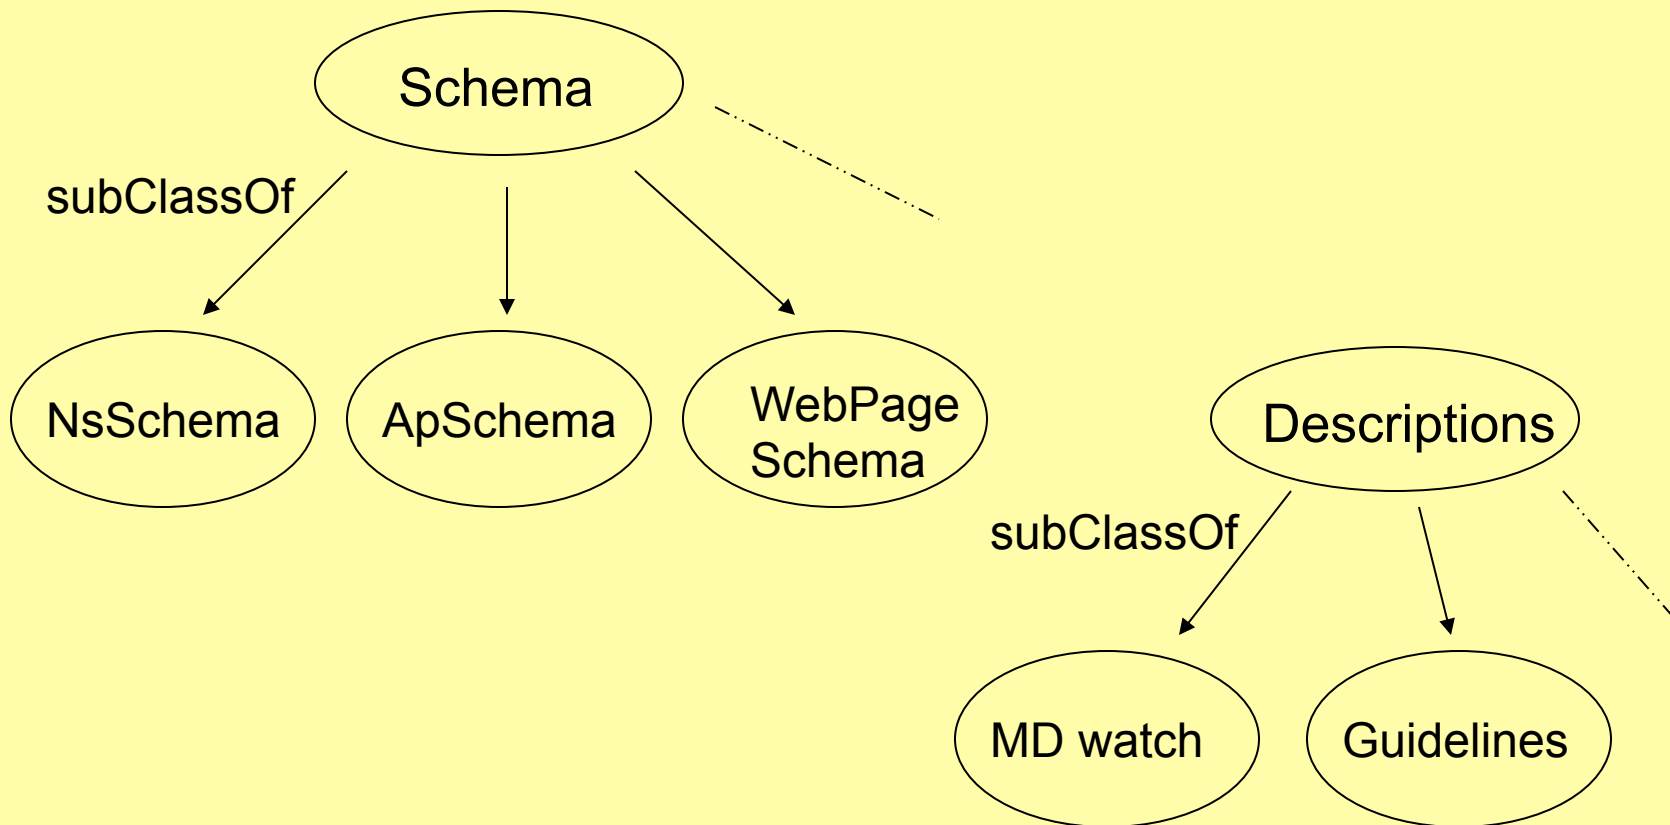 Schema
subClassOf
NsSchema
ApSchema
WebPage
Schema
Descriptions
subClassOf
MD watch
Guidelines